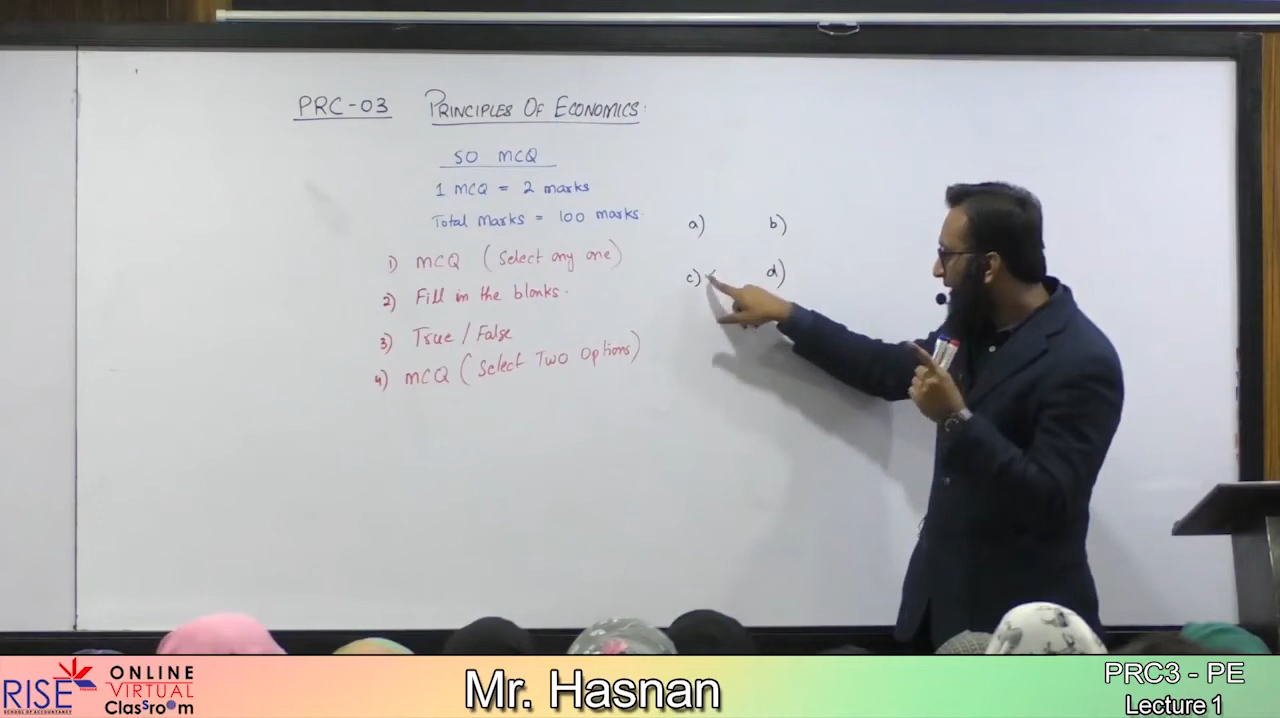 PRC-03 PRINCIPLES OF ECONOMICS:
50 MCQ
1 MCQ = 2 marks
Total Marks = 100 marks
1) MCQ (Select any one)
2) Fill in the blanks.
3) True / False
4) MCQ (Select Two Options)
a) b)
c) d)
RISE
PREMIER
SCHOOL OF ACCOUNTANCY
ONLINE
VIRTUAL
Classroom
Mr. Hasnan
PRC3 - PE
Lecture 1